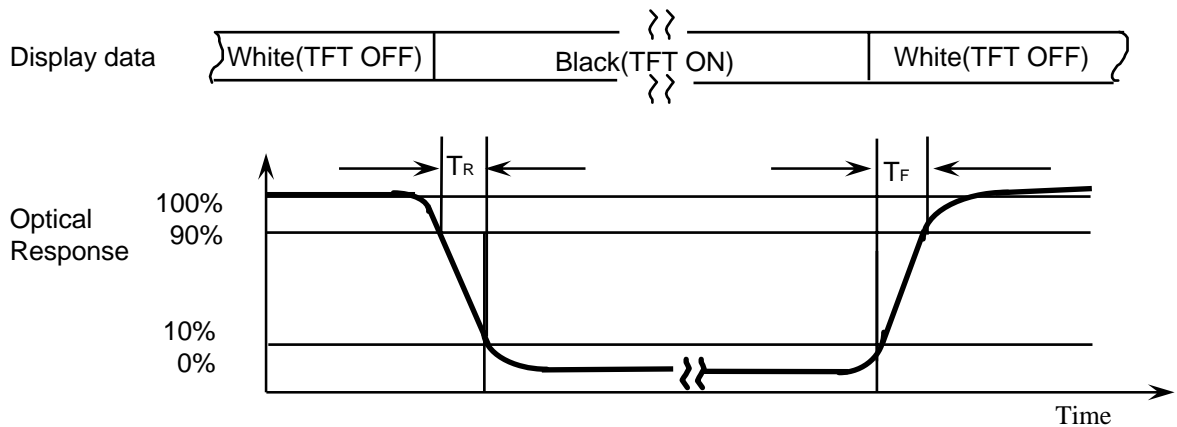 Display data
White(TFT OFF)
Black(TFT ON)
White(TFT OFF)
TR
TF
Optical
Response
100%
90%
10%
0%
Time